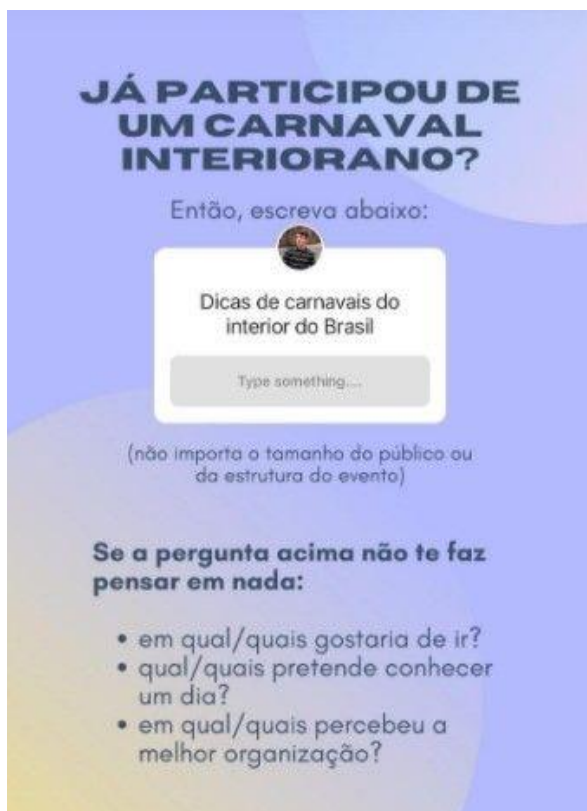 JÁ PARTICIPOU DE
UM CARNAVAL
INTERIORANO?
Então, escreva abaixo:
Dicas de carnavais do
interior do Brasil
Type something....
(não importa o tamanho do público ou
da estrutura do evento)
Se a pergunta acima não te faz
pensar em nada:
• em qual/quais gostaria de ir?
• qual/quais pretende conhecer
um dia?
• em qual/quais percebeu a
melhor organização?